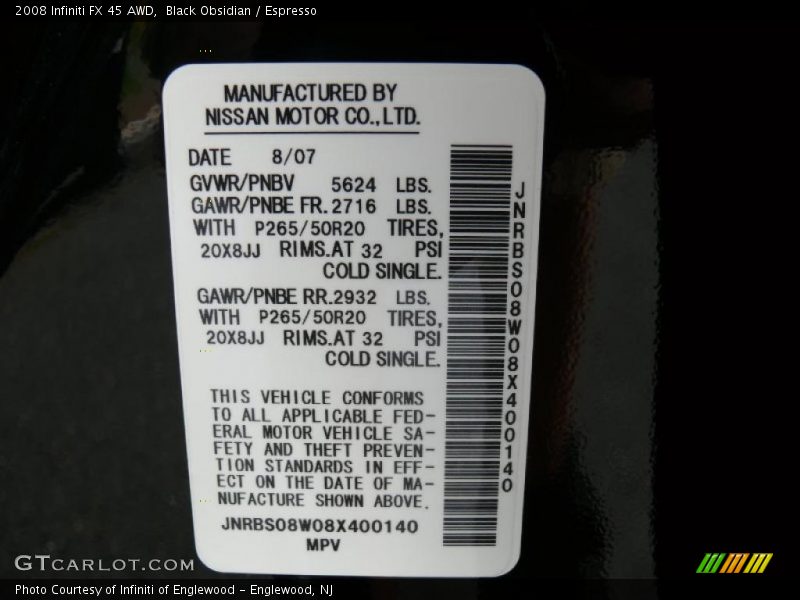 2008 Infiniti FX 45 AWD,  Black Obsidian / Espresso
MANUFACTURED BY
NISSAN MOTOR CO.,LTD.
DATE 8/07
GVWR/PNBV 5624 LBS.
GAWR/PNBE FR. 2716 LBS.
WITH P265/50R20 TIRES,
20X8JJ RIMS.AT 32 PSI
COLD SINGLE.
GAWR/PNBE RR. 2932 LBS.
WITH P265/50R20 TIRES,
20X8JJ RIMS.AT 32 PSI
COLD SINGLE.
THIS VEHICLE CONFORMS
TO ALL APPLICABLE FED-
ERAL MOTOR VEHICLE SA-
FETY AND THEFT PREVEN-
TION STANDARDS IN EFF-
ECT ON THE DATE OF MA-
NUFACTURE SHOWN ABOVE.
JNRBS08W08X400140
MPV
JNRBS08W08X400140
GTCARLOT.COM
Photo Courtesy of Infiniti of Englewood - Englewood, NJ